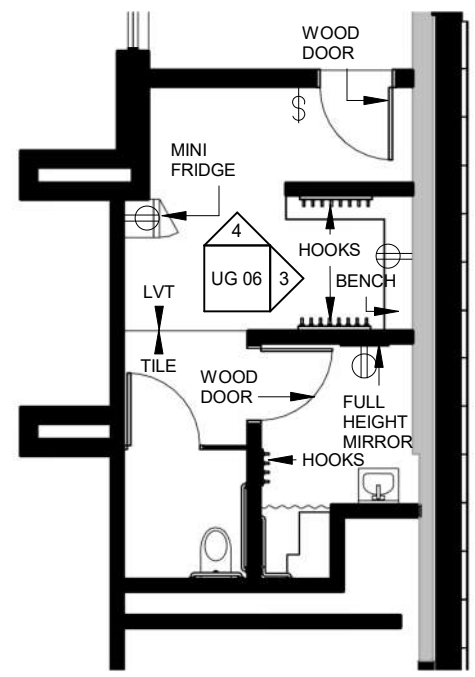 WOOD
DOOR
MINI
FRIDGE
4
HOOKS
UG 06
3
BENCH
LVT
TILE
WOOD
DOOR
FULL
HEIGHT
MIRROR
HOOKS